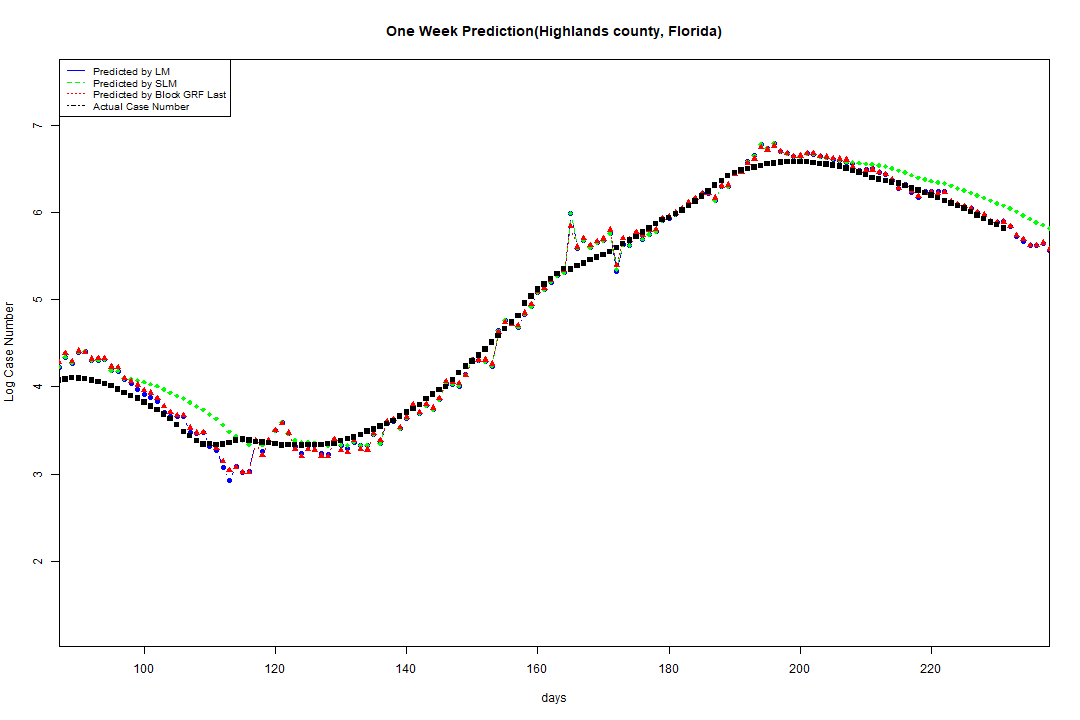 One Week Prediction(Highlands county, Florida)
Predicted by LM
Predicted by SLM
Predicted by Block GRF Last
Actual Case Number
7
6
5
4
3
2
Log Case Number
100 120 140 160 180 200 220
days